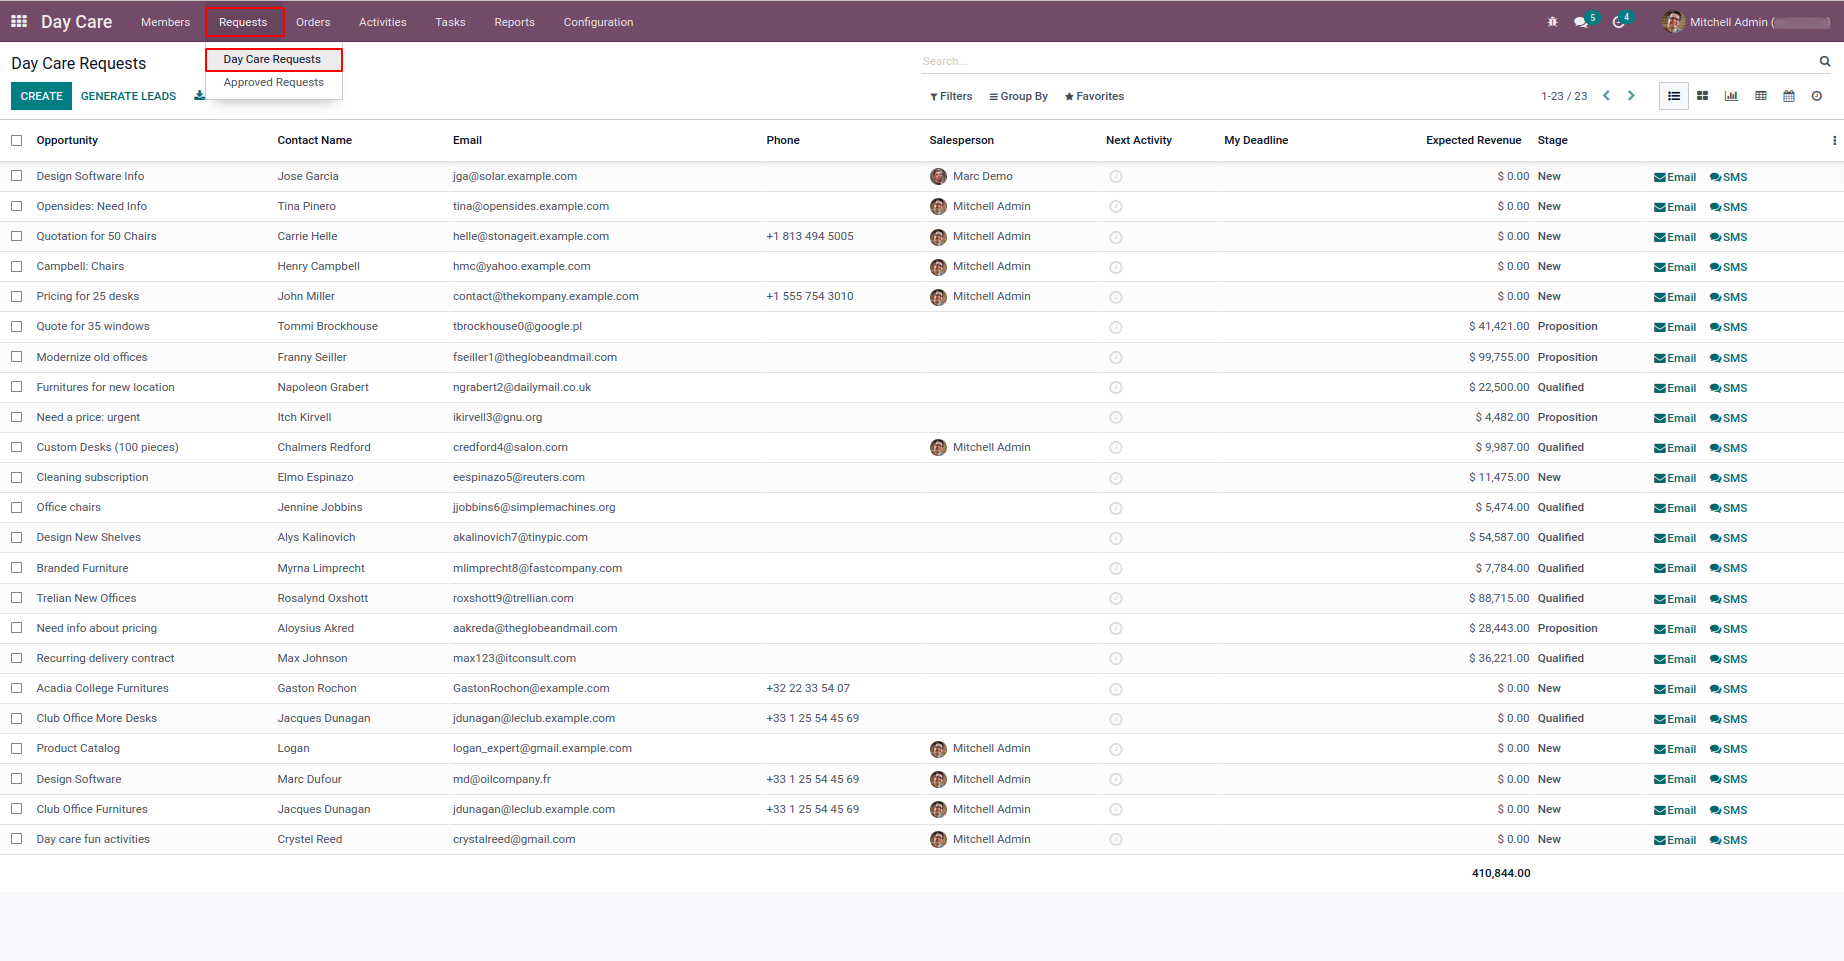 Day Care Members Requests Orders Activities Tasks Reports Configuration 5 4 Mitchell Admin (
Day Care Requests
Day Care Requests
Approved Requests
Search...
CREATE GENERATE LEADS Filters Group By Favorites 1-23 / 23
Opportunity Contact Name Email Phone Salesperson Next Activity My Deadline Expected Revenue Stage
Design Software Info Jose Garcia jga@solar.example.com Marc Demo $ 0.00 New Email SMS
Opensides: Need Info Tina Pinero tina@opensides.example.com Mitchell Admin $ 0.00 New Email SMS
Quotation for 50 Chairs Carrie Helle helle@stonageit.example.com +1 813 494 5005 Mitchell Admin $ 0.00 New Email SMS
Campbell: Chairs Henry Campbell hmc@yahoo.example.com Mitchell Admin $ 0.00 New Email SMS
Pricing for 25 desks John Miller contact@thekompany.example.com +1 555 754 3010 Mitchell Admin $ 0.00 New Email SMS
Quote for 35 windows Tommi Brockhouse tbrockhouse0@google.pl $ 41,421.00 Proposition Email SMS
Modernize old offices Franny Seiller fseiller1@theglobeandmail.com $ 99,755.00 Proposition Email SMS
Furnitures for new location Napoleon Grabert ngrabert2@dailymail.co.uk $ 22,500.00 Qualified Email SMS
Need a price: urgent Itch Kirvell ikirvell3@gnu.org $ 4,482.00 Proposition Email SMS
Custom Desks (100 pieces) Chalmers Redford credford4@salon.com Mitchell Admin $ 9,987.00 Qualified Email SMS
Cleaning subscription Elmo Espinazo eespinazo5@reuters.com $ 11,475.00 New Email SMS
Office chairs Jennine Jobbins jjobbins6@simplemachines.org $ 5,474.00 Qualified Email SMS
Design New Shelves Alys Kalinovich akalinovich7@tinypic.com $ 54,587.00 Qualified Email SMS
Branded Furniture Myrna Limprecht mlimprecht8@fastcompany.com $ 7,784.00 Qualified Email SMS
Trelian New Offices Rosalynd Oxshott roxshott9@trellian.com $ 88,715.00 Qualified Email SMS
Need info about pricing Aloysius Akred aakreda@theglobeandmail.com $ 28,443.00 Proposition Email SMS
Recurring delivery contract Max Johnson max123@itconsult.com $ 36,221.00 Qualified Email SMS
Acadia College Furnitures Gaston Rochon GastonRochon@example.com +32 22 33 54 07 $ 0.00 New Email SMS
Club Office More Desks Jacques Dunagan jdunagan@leclub.example.com +33 1 25 54 45 69 $ 0.00 Qualified Email SMS
Product Catalog Logan logan_expert@gmail.example.com Mitchell Admin $ 0.00 New Email SMS
Design Software Marc Dufour md@oilcompany.fr +33 1 25 54 45 69 Mitchell Admin $ 0.00 New Email SMS
Club Office Furnitures Jacques Dunagan jdunagan@leclub.example.com +33 1 25 54 45 69 Mitchell Admin $ 0.00 New Email SMS
Day care fun activities Crystel Reed crystalreed@gmail.com Mitchell Admin $ 0.00 New Email SMS
410,844.00